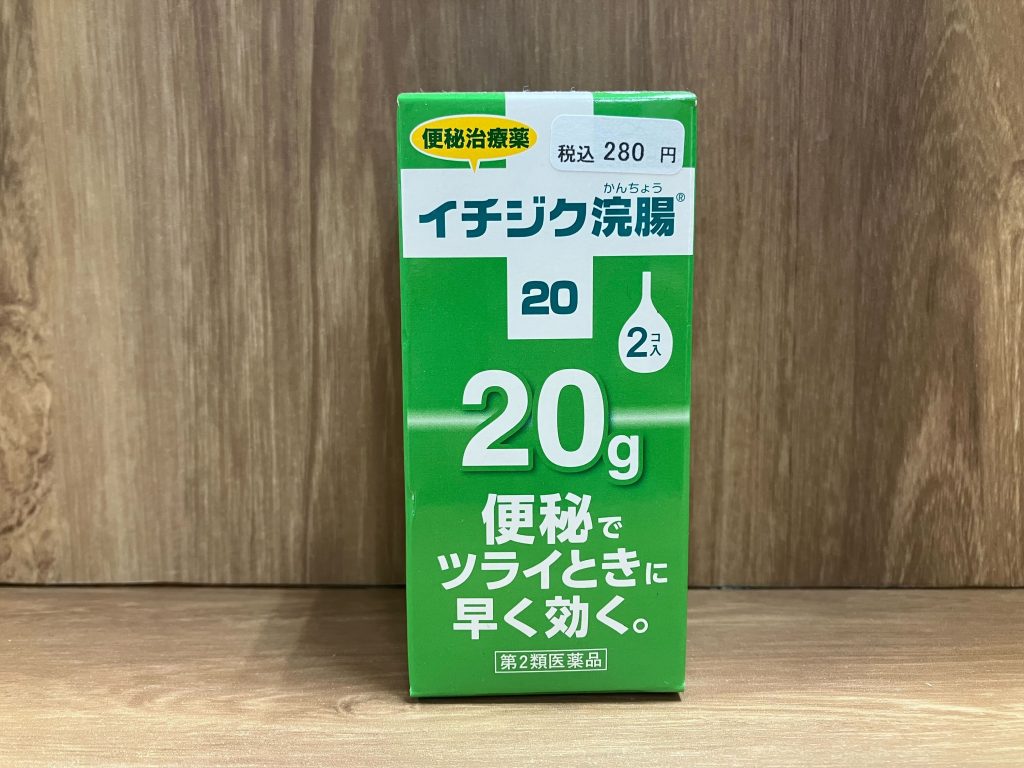 便秘治療薬
税込 280 円
かんちょう
イチジク浣腸®
20
2コ入
20g
便秘で
ツライときに
早く効く。
第2類医薬品